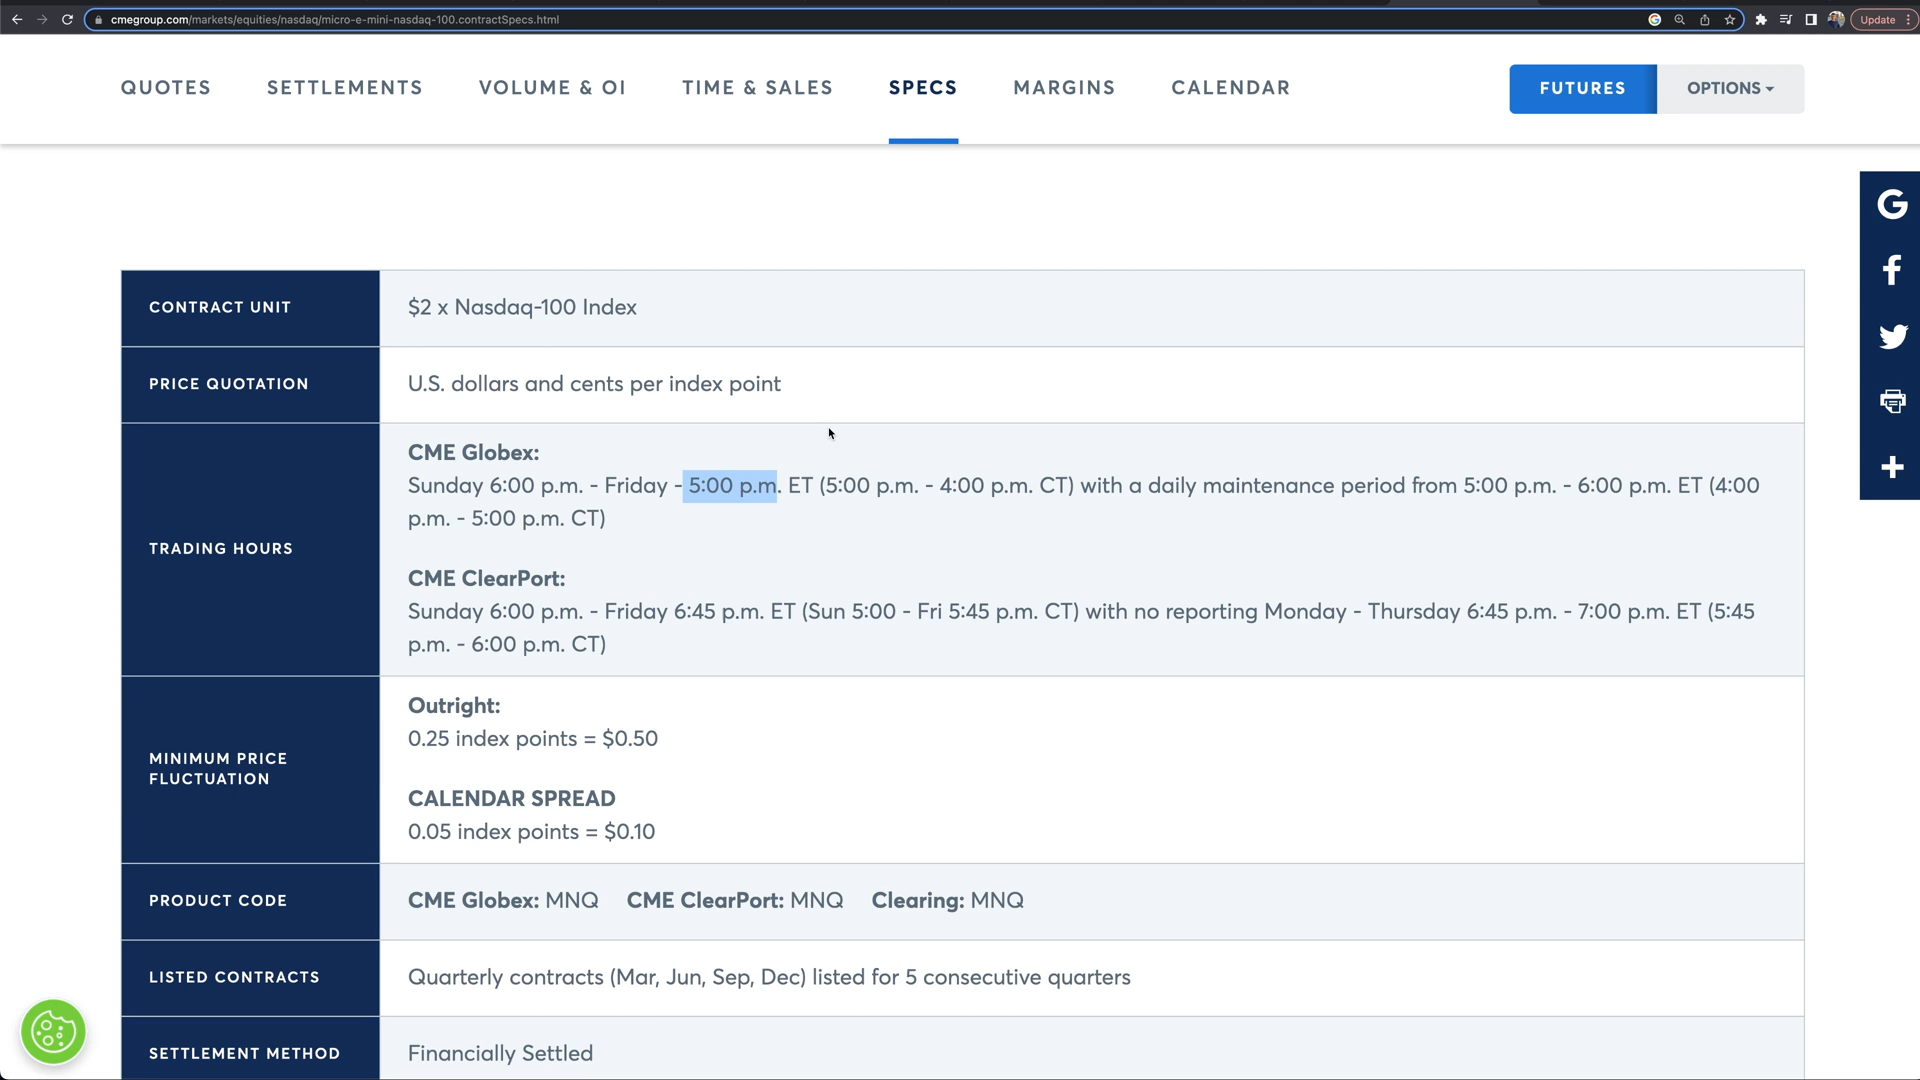 cmegroup.com/markets/equities/nasdaq/micro-e-mini-nasdaq-100.contractSpecs.html
Update
QUOTES SETTLEMENTS VOLUME & OI TIME & SALES SPECS MARGINS CALENDAR FUTURES OPTIONS
CONTRACT UNIT
$2 x Nasdaq-100 Index
PRICE QUOTATION
U.S. dollars and cents per index point
TRADING HOURS
CME Globex:
Sunday 6:00 p.m. - Friday - 5:00 p.m. ET (5:00 p.m. - 4:00 p.m. CT) with a daily maintenance period from 5:00 p.m. - 6:00 p.m. ET (4:00
p.m. - 5:00 p.m. CT)
CME ClearPort:
Sunday 6:00 p.m. - Friday 6:45 p.m. ET (Sun 5:00 - Fri 5:45 p.m. CT) with no reporting Monday - Thursday 6:45 p.m. - 7:00 p.m. ET (5:45
p.m. - 6:00 p.m. CT)
MINIMUM PRICE
FLUCTUATION
Outright:
0.25 index points = $0.50
CALENDAR SPREAD
0.05 index points = $0.10
PRODUCT CODE
CME Globex: MNQ CME ClearPort: MNQ Clearing: MNQ
LISTED CONTRACTS
Quarterly contracts (Mar, Jun, Sep, Dec) listed for 5 consecutive quarters
SETTLEMENT METHOD
Financially Settled